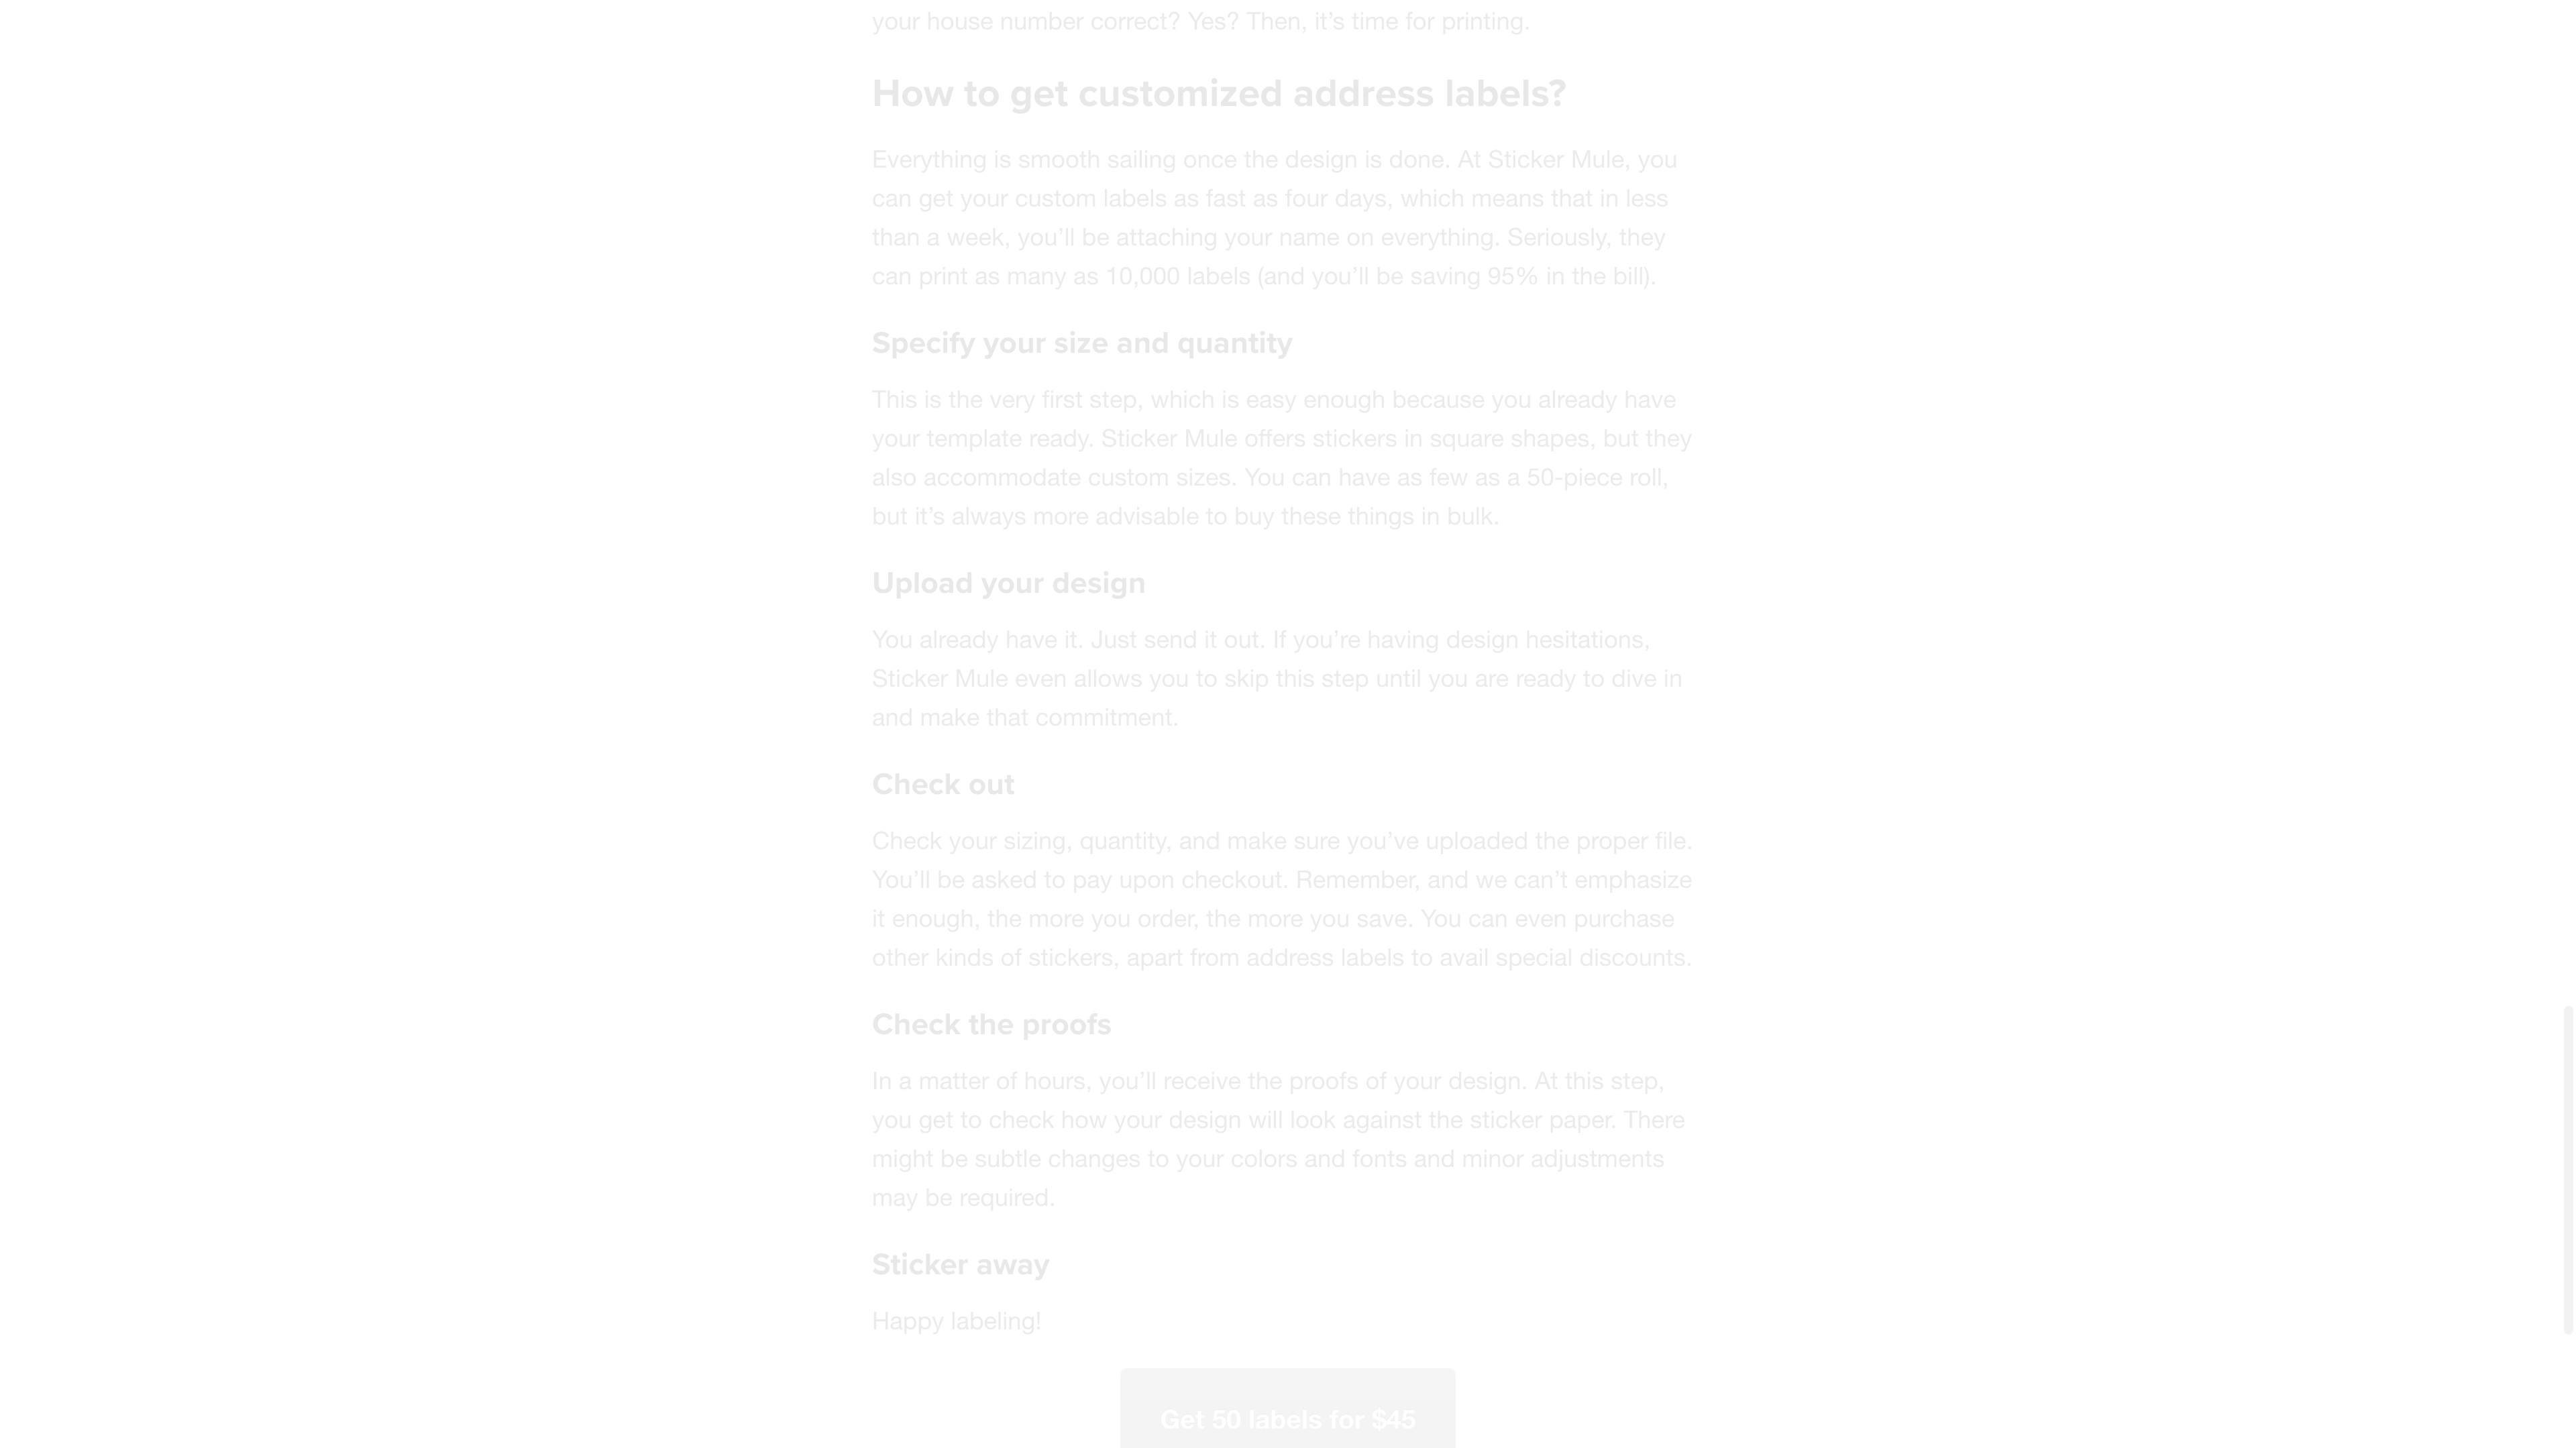 your house number correct? Yes? Then, it’s time for printing.
How to get customized address labels?
Everything is smooth sailing once the design is done. At Sticker Mule, you
can get your custom labels as fast as four days, which means that in less
than a week, you’ll be attaching your name on everything. Seriously, they
can print as many as 10,000 labels (and you’ll be saving 95% in the bill).
Specify your size and quantity
This is the very first step, which is easy enough because you already have
your template ready. Sticker Mule offers stickers in square shapes, but they
also accommodate custom sizes. You can have as few as a 50-piece roll,
but it’s always more advisable to buy these things in bulk.
Upload your design
You already have it. Just send it out. If you’re having design hesitations,
Sticker Mule even allows you to skip this step until you are ready to dive in
and make that commitment.
Check out
Check your sizing, quantity, and make sure you’ve uploaded the proper file.
You’ll be asked to pay upon checkout. Remember, and we can’t emphasize
it enough, the more you order, the more you save. You can even purchase
other kinds of stickers, apart from address labels to avail special discounts.
Check the proofs
In a matter of hours, you’ll receive the proofs of your design. At this step,
you get to check how your design will look against the sticker paper. There
might be subtle changes to your colors and fonts and minor adjustments
may be required.
Sticker away
Happy labeling!
Get 50 labels for $45